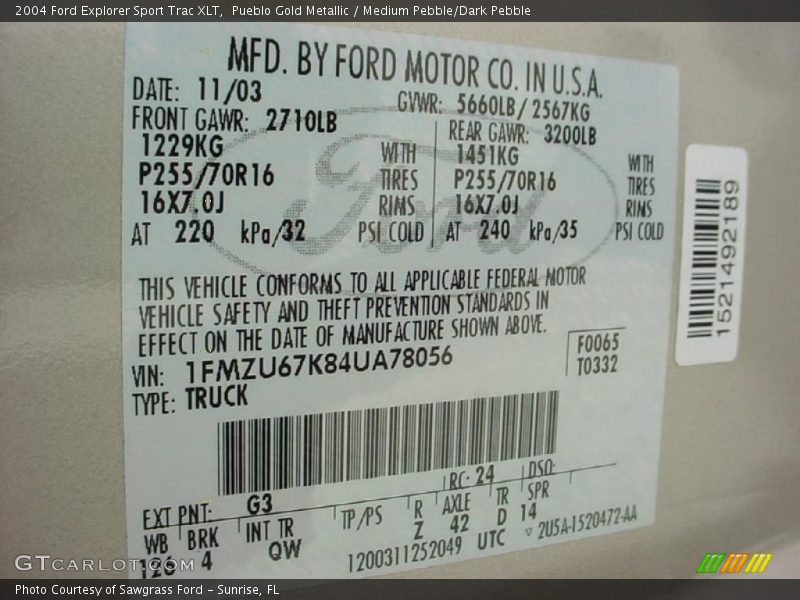 2004 Ford Explorer Sport Trac XLT, Pueblo Gold Metallic / Medium Pebble/Dark Pebble
MFD. BY FORD MOTOR CO. IN U.S.A.
DATE: 11/03 GVWR: 5660LB/ 2567KG
FRONT GAWR: 2710LB REAR GAWR: 3200LB
1229KG WITH 1451KG WITH
P255/70R16 TIRES P255/70R16 TIRES
16X7.0J RIMS 16X7.0J RIMS
AT 220 kPa/32 PSI COLD AT 240 kPa/35 PSI COLD
Ford
THIS VEHICLE CONFORMS TO ALL APPLICABLE FEDERAL MOTOR
VEHICLE SAFETY AND THEFT PREVENTION STANDARDS IN
EFFECT ON THE DATE OF MANUFACTURE SHOWN ABOVE.
VIN: 1FMZU67K84UA78056
TYPE: TRUCK
F0065
T0332
EXT PNT: G3 RC: 24 DSO:
WB BRK INT TR TP/PS R AXLE TR SPR
126 4 QW Z 42 D 14
1200311252049 UTC ▽ 2U5A-1520472-AA
1521492189
GTCARLOT.COM
Photo Courtesy of Sawgrass Ford - Sunrise, FL